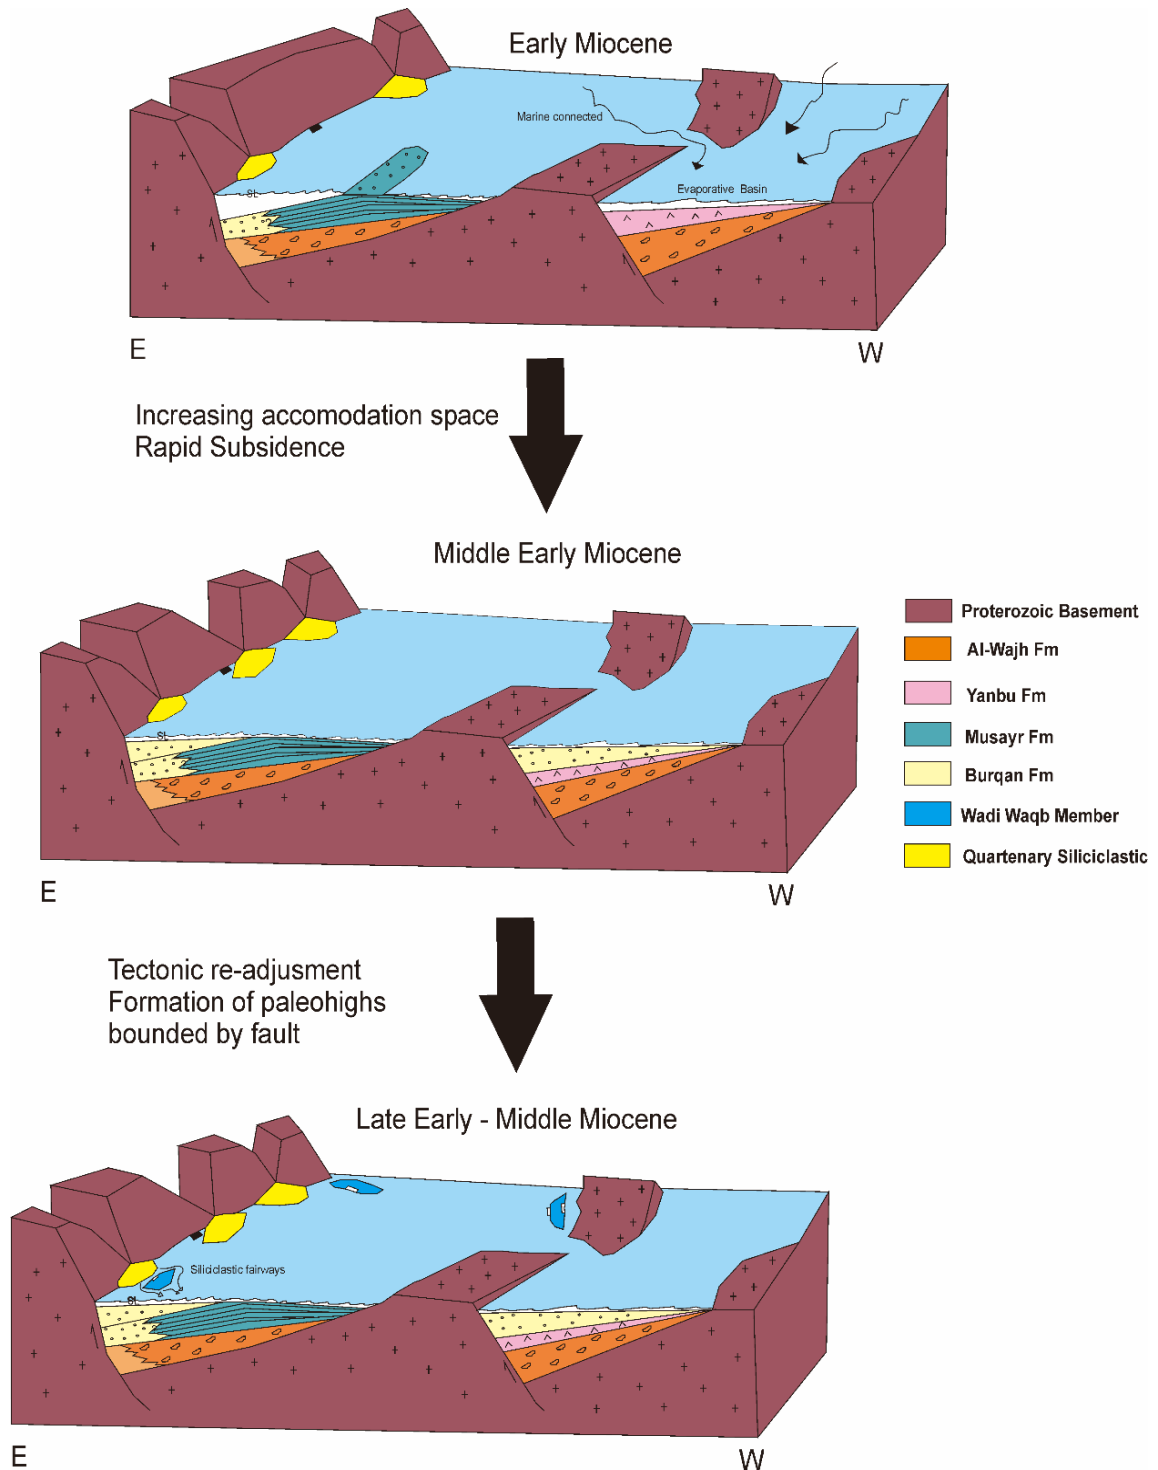 Early Miocene
Marine connected
Evaporative Basin
SL
?
E
W
Increasing accomodation space
Rapid Subsidence
Middle Early Miocene
SL
E
W
Proterozoic Basement
Al-Wajh Fm
Yanbu Fm
Musayr Fm
Burqan Fm
Wadi Waqb Member
Quartenary Siliciclastic
Tectonic re-adjusment
Formation of paleohighs
bounded by fault
Late Early - Middle Miocene
Siliciclastic fairways
SL
E
W